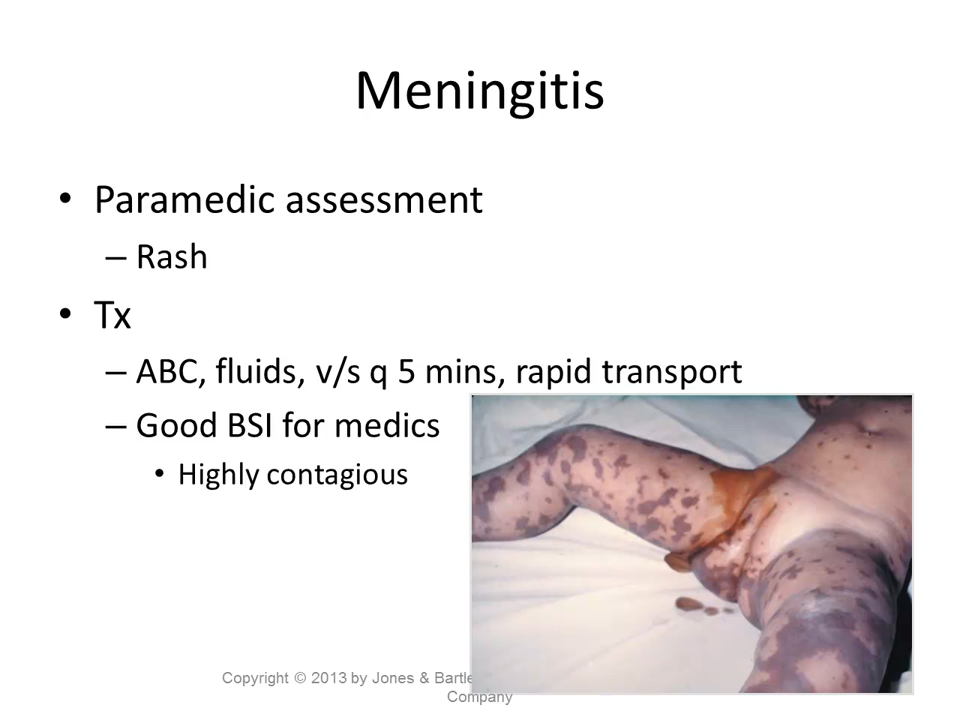 Meningitis
• Paramedic assessment
– Rash
• Tx
– ABC, fluids, v/s q 5 mins, rapid transport
– Good BSI for medics
• Highly contagious
Copyright © 2013 by Jones & Bartle
Company